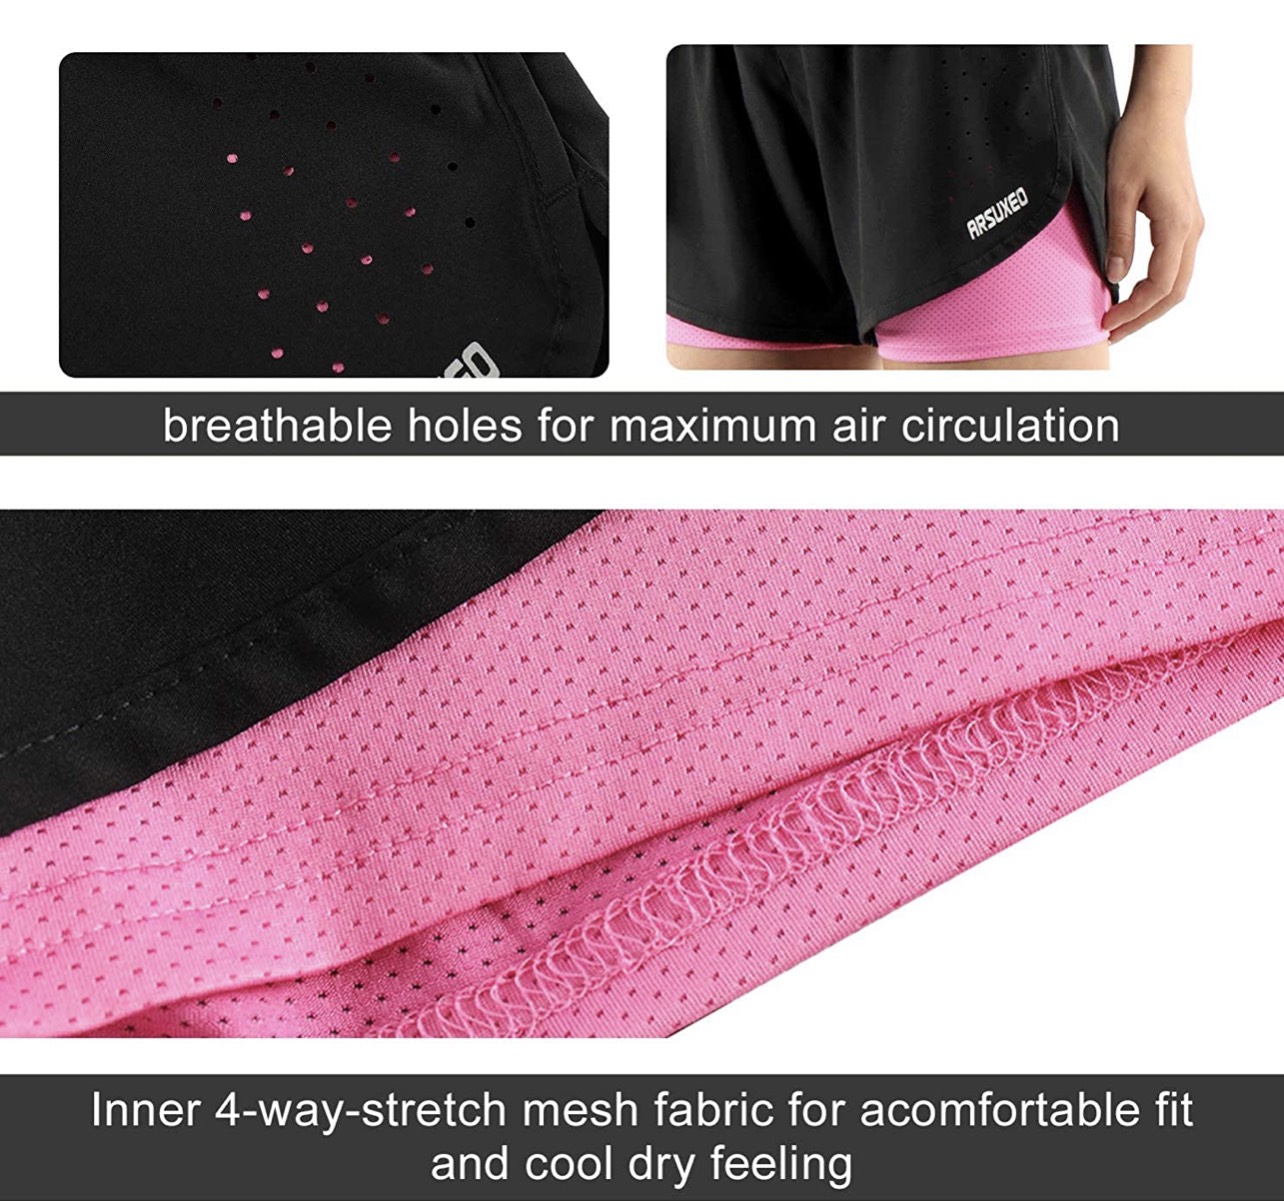 EO
ARSUXEO
breathable holes for maximum air circulation
Inner 4-way-stretch mesh fabric for acomfortable fit
and cool dry feeling